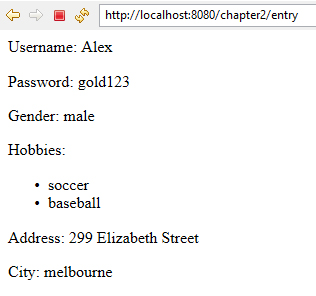 http://localhost:8080/chapter2/entry
Username: Alex
Password: gold123
Gender: male
Hobbies:
• soccer
• baseball
Address: 299 Elizabeth Street
City: melbourne